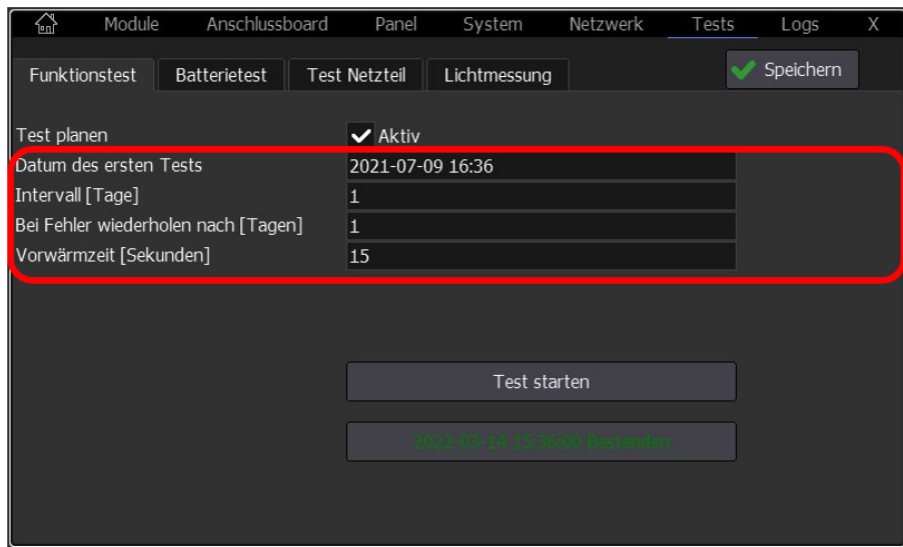 Module Anschlussboard Panel System Netzwerk Tests Logs X
Funktionstest Batterietest Test Netzteil Lichtmessung Speichern
Test planen Aktiv
Datum des ersten Tests 2021-07-09 16:36
Intervall [Tage] 1
Bei Fehler wiederholen nach [Tagen] 1
Vorwärmzeit [Sekunden] 15
Test starten
2022-03-14 15:36:00 Bestanden